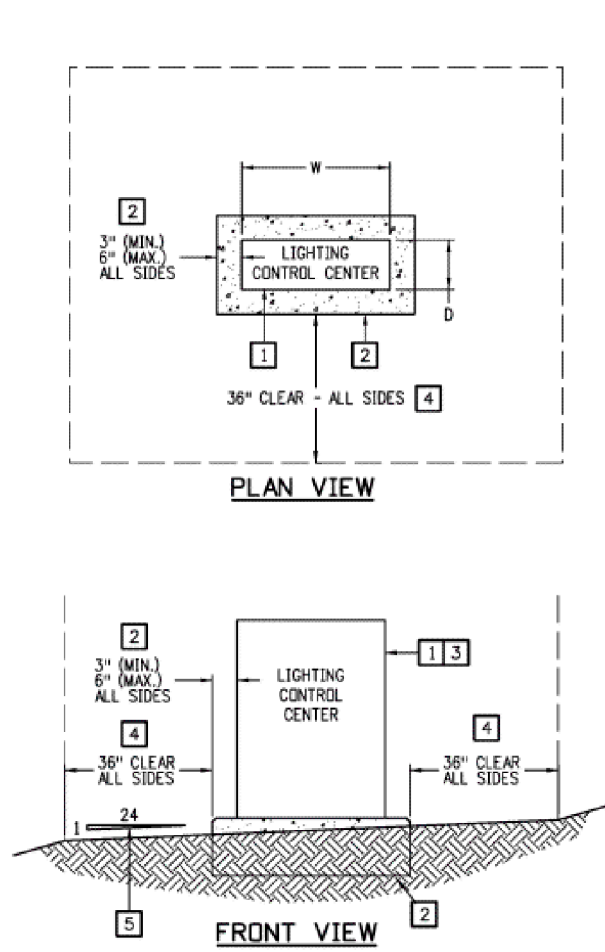 W
2
3" (MIN.)
6" (MAX.)
ALL SIDES
LIGHTING
CONTROL CENTER
D
1
2
36" CLEAR - ALL SIDES 4
PLAN VIEW
2
3" (MIN.)
6" (MAX.)
ALL SIDES
LIGHTING
CONTROL
CENTER
1 3
4
36" CLEAR
ALL SIDES
4
36" CLEAR
ALL SIDES
24
1
5
2
FRONT VIEW